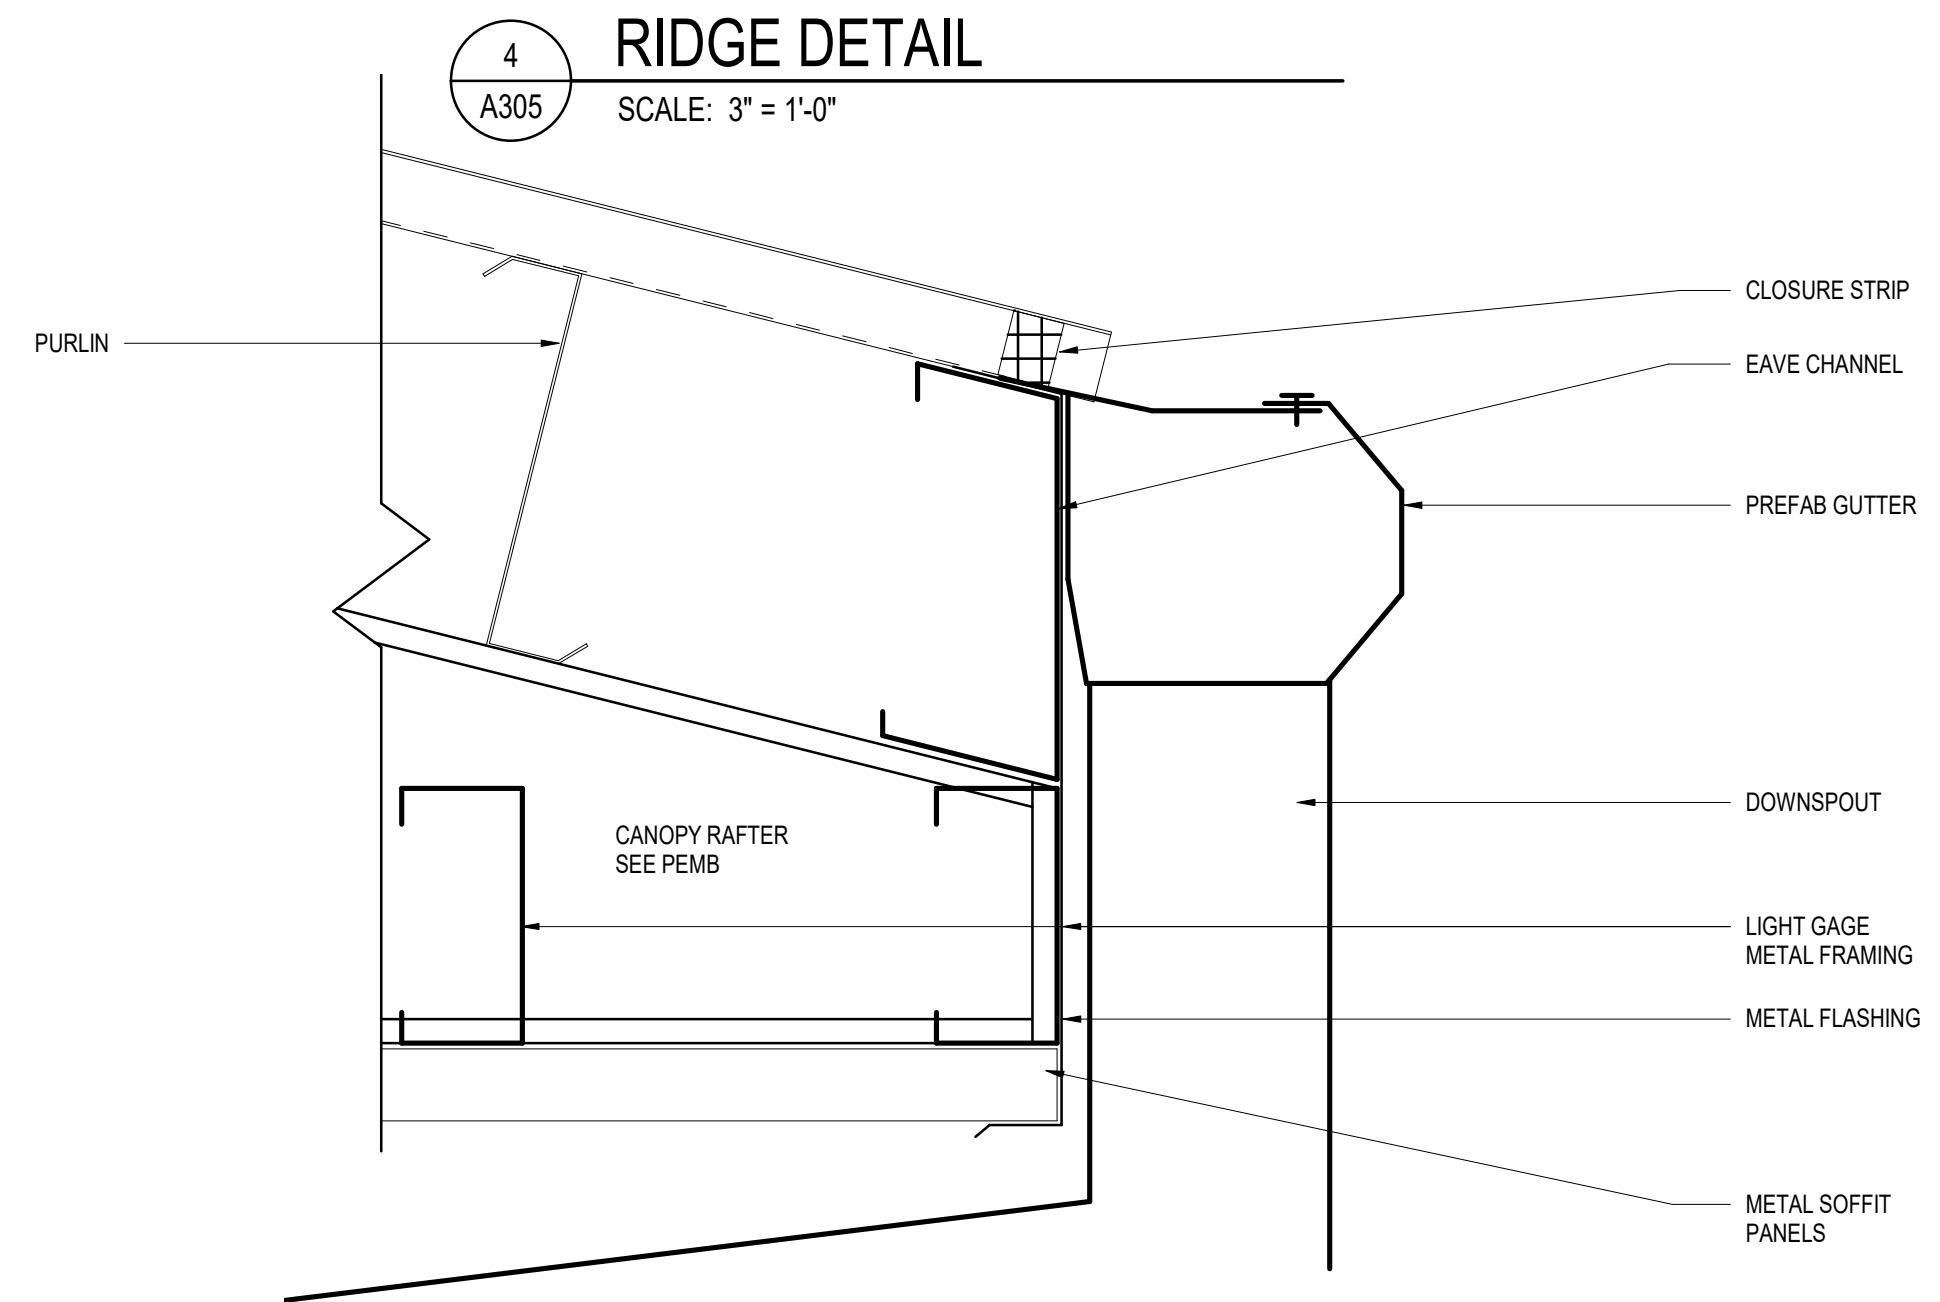 4
A305
RIDGE DETAIL
SCALE: 3" = 1'-0"
PURLIN
CLOSURE STRIP
EAVE CHANNEL
PREFAB GUTTER
DOWNSPOUT
CANOPY RAFTER
SEE PEMB
LIGHT GAGE
METAL FRAMING
METAL FLASHING
METAL SOFFIT
PANELS